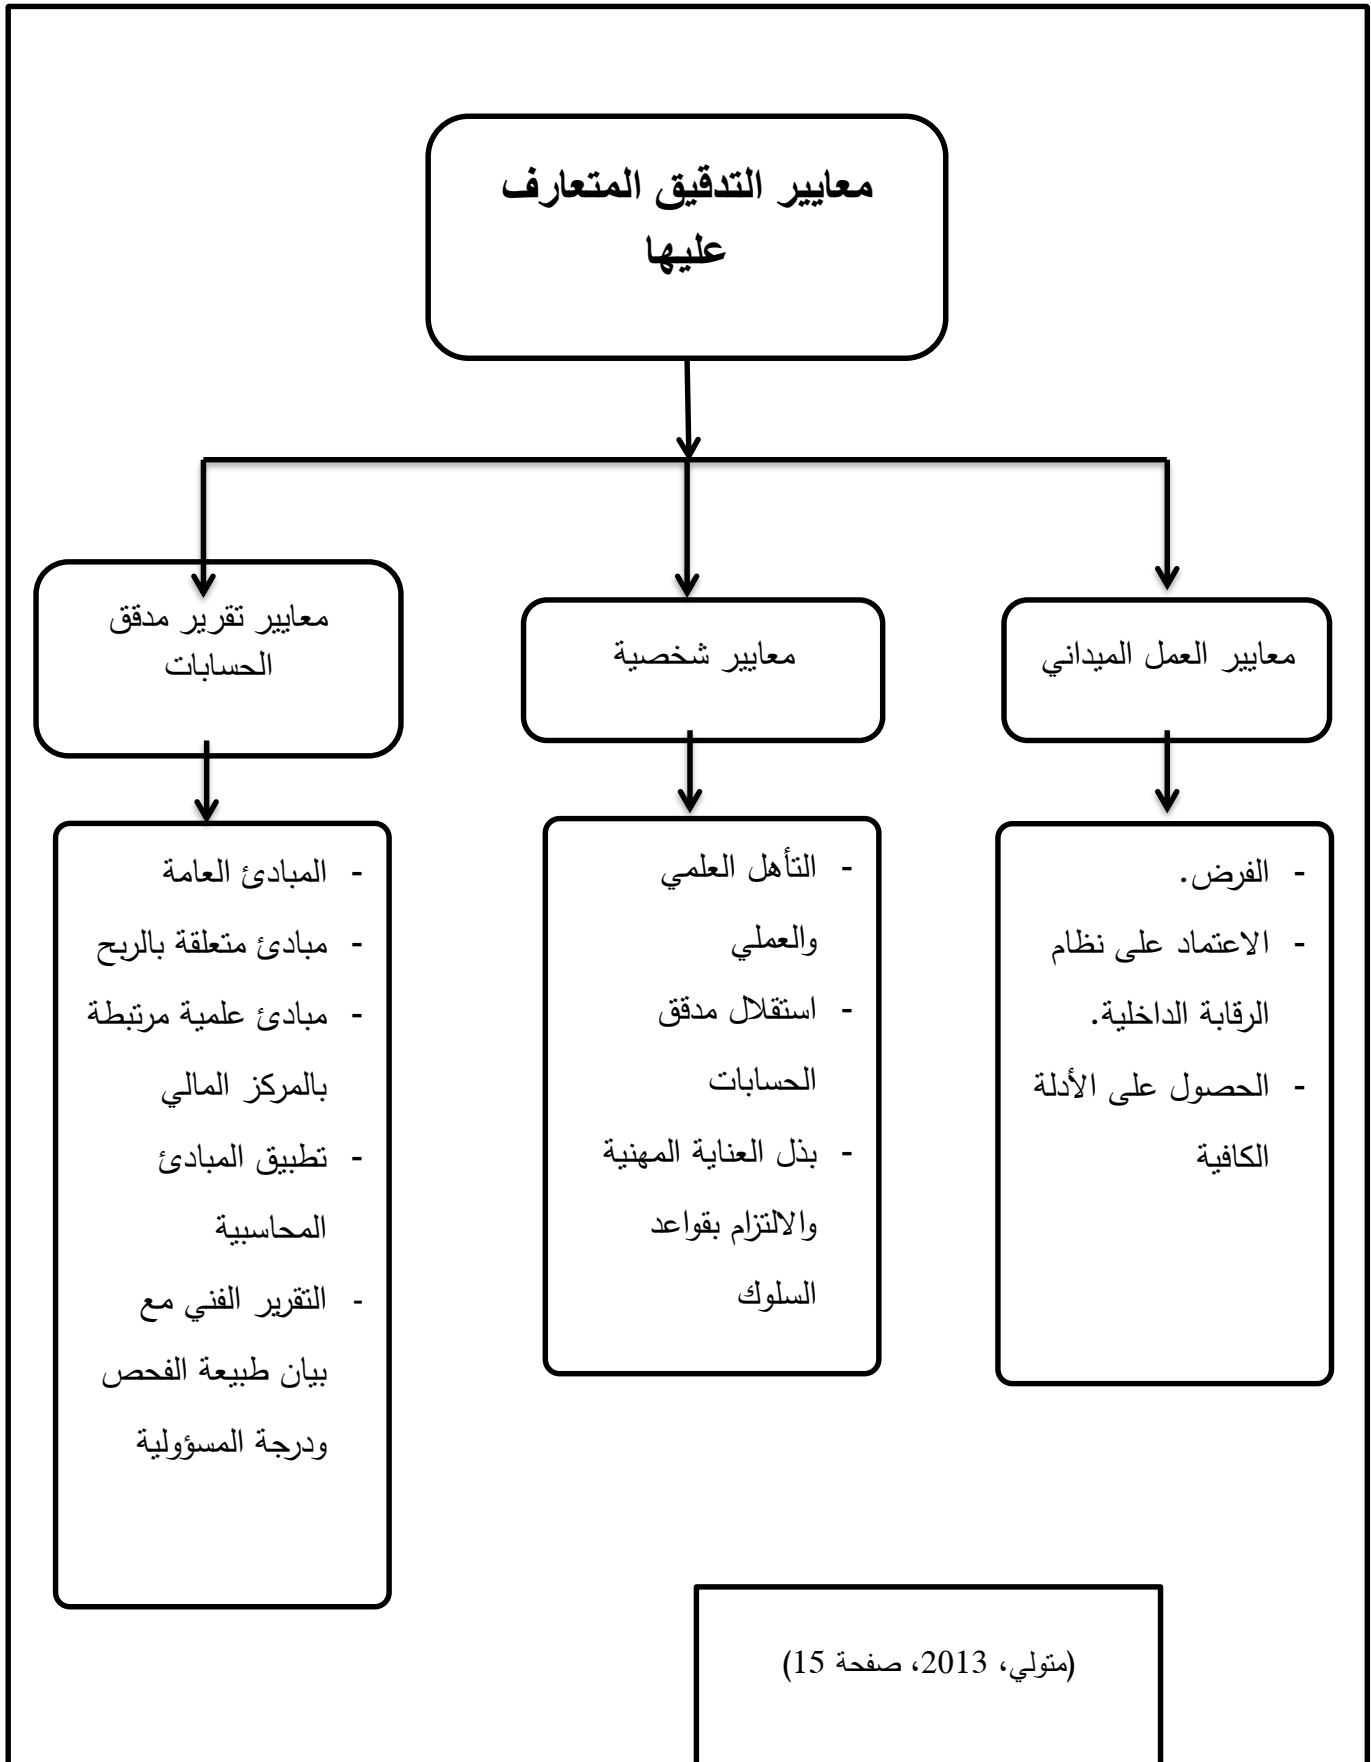 معايير التدقيق المتعارف
عليها
معايير العمل الميداني
معايير شخصية
معايير تقرير مدقق
الحسابات
- الفرض.
- الاعتماد على نظام
الرقابة الداخلية.
- الحصول على الأدلة
الكافية
- التأهل العلمي
والعملي
- استقلال مدقق
الحسابات
- بذل العناية المهنية
والالتزام بقواعد
السلوك
- المبادئ العامة
- مبادئ متعلقة بالربح
- مبادئ علمية مرتبطة
بالمركز المالي
- تطبيق المبادئ
المحاسبية
- التقرير الفني مع
بيان طبيعة الفحص
ودرجة المسؤولية
(متولي، 2013، صفحة 15)